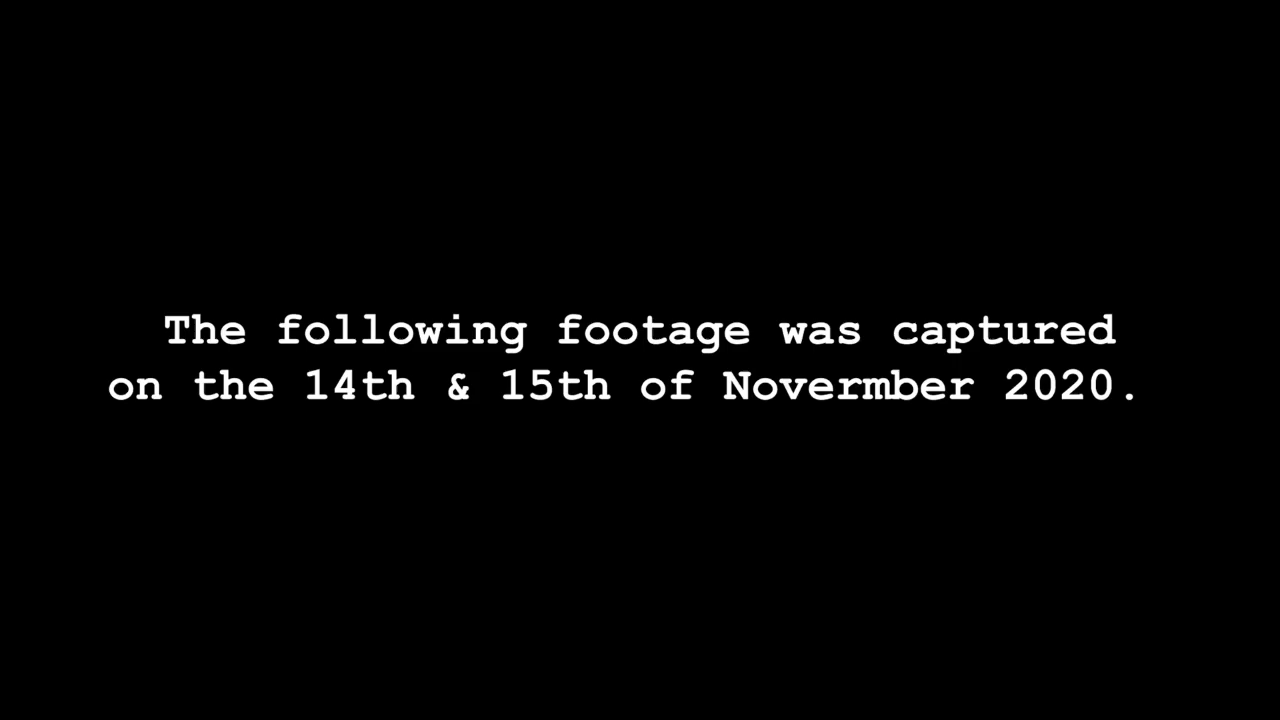 The following footage was captured
on the 14th & 15th of Novermber 2020.